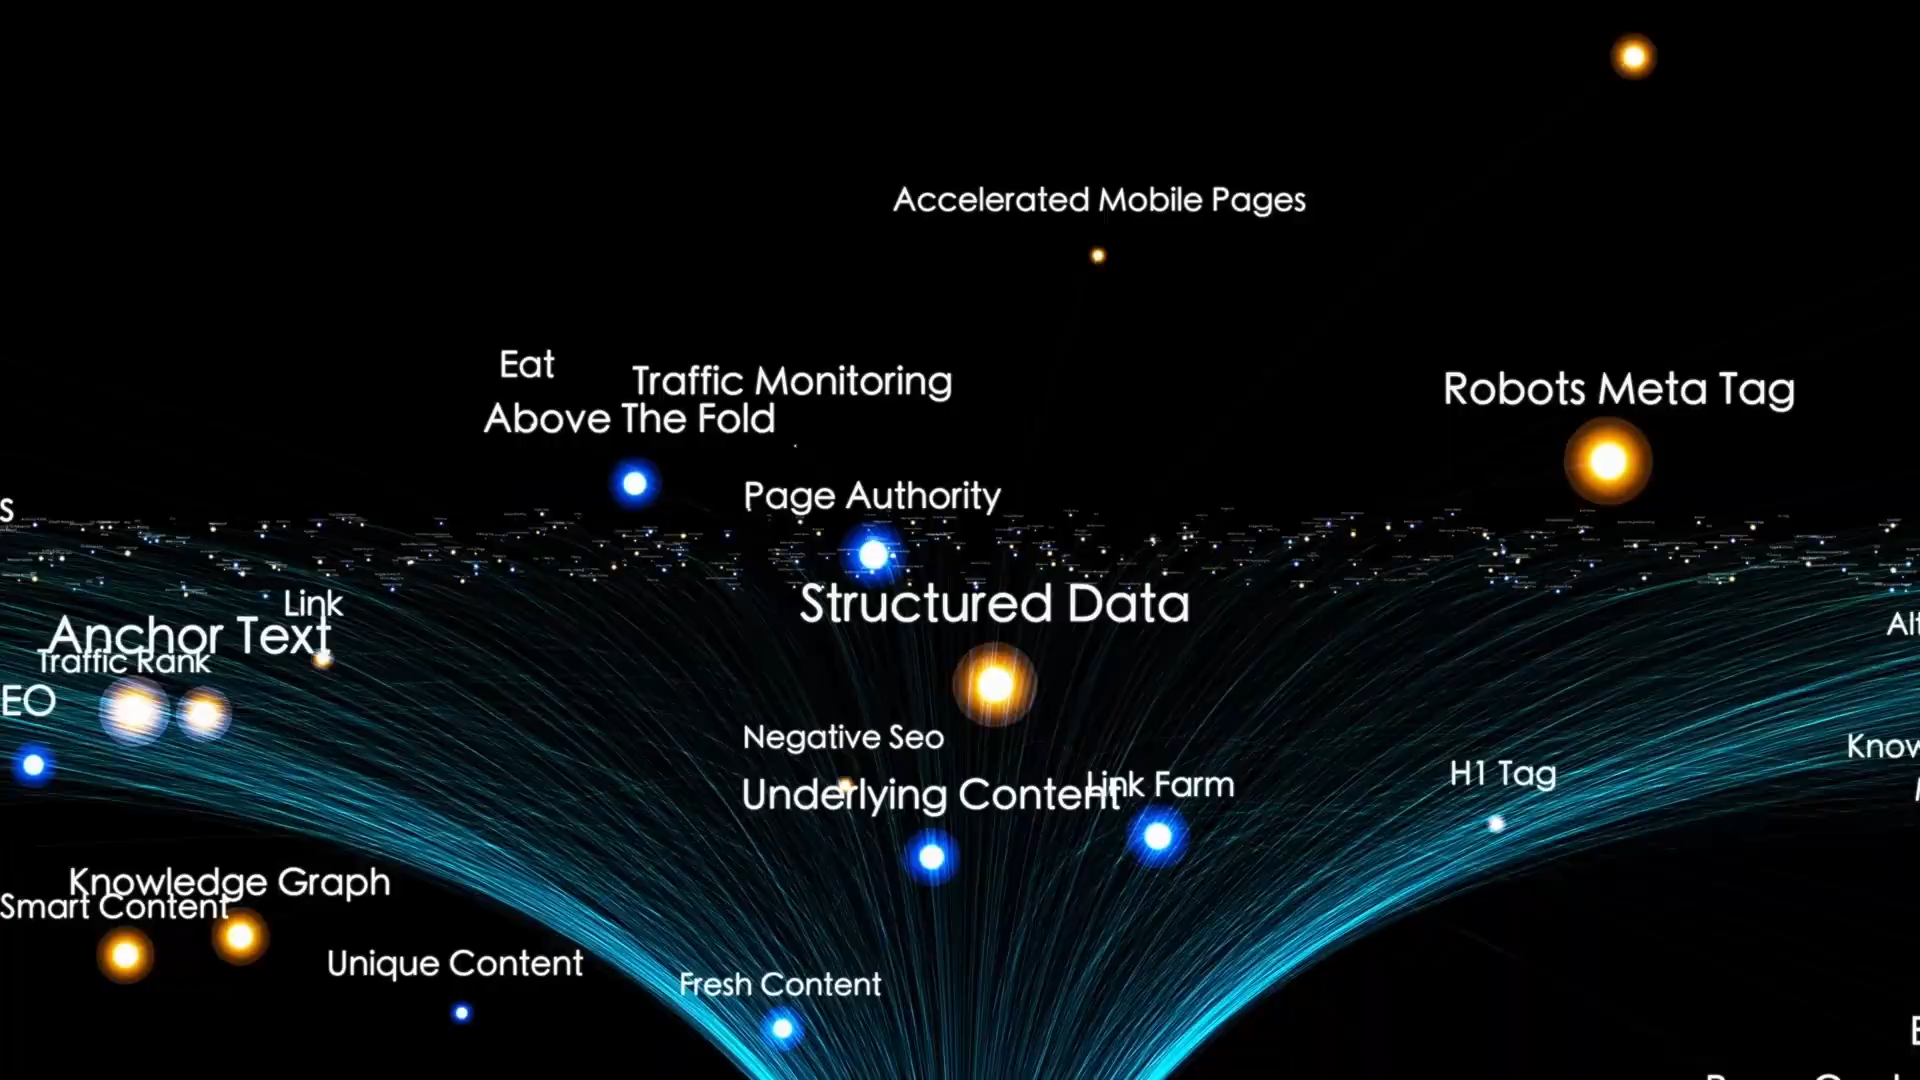 Accelerated Mobile Pages
Eat
Traffic Monitoring
Above The Fold
Robots Meta Tag
Page Authority
s
Structured Data
Link
Anchor Text
Traffic Rank
EO
Alt
Negative Seo
Underlying Content
Link Farm
H1 Tag
Know
Knowledge Graph
Smart Content
Unique Content
Fresh Content